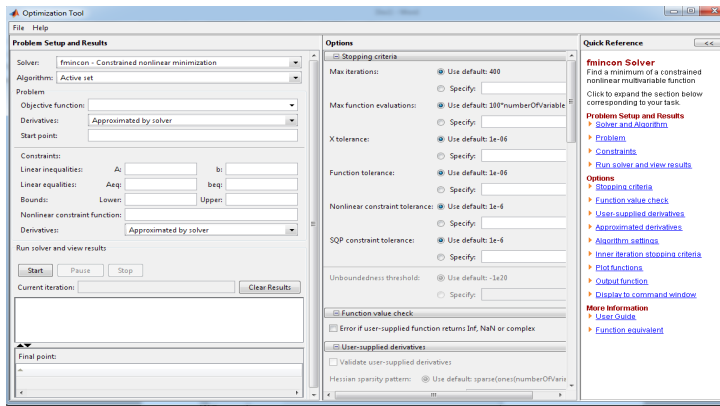 Optimization Tool
File Help
Problem Setup and Results
Solver: fmincon - Constrained nonlinear minimization
Algorithm: Active set
Problem
Objective function:
Derivatives: Approximated by solver
Start point:
Constraints:
Linear inequalities: A: b:
Linear equalities: Aeq: beq:
Bounds: Lower: Upper:
Nonlinear constraint function:
Derivatives: Approximated by solver
Run solver and view results
Start Pause Stop
Current iteration: Clear Results
Final point:
Options
Stopping criteria
Max iterations: Use default: 400
Specify:
Max function evaluations: Use default: 100*numberOfVariable
Specify:
X tolerance: Use default: 1e-06
Specify:
Function tolerance: Use default: 1e-06
Specify:
Nonlinear constraint tolerance: Use default: 1e-6
Specify:
SQP constraint tolerance: Use default: 1e-6
Specify:
Unboundedness threshold: Use default: -1e20
Specify:
Function value check
Error if user-supplied function returns Inf, NaN or complex
User-supplied derivatives
Validate user-supplied derivatives
Hessian sparsity pattern: Use default: sparse(ones(numberOfVarie
Quick Reference <<
fmincon Solver
Find a minimum of a constrained
nonlinear multivariable function
Click to expand the section below
corresponding to your task.
Problem Setup and Results
Solver and Algorithm
Problem
Constraints
Run solver and view results
Options
Stopping criteria
Function value check
User-supplied derivatives
Approximated derivatives
Algorithm settings
Inner iteration stopping criteria
Plot functions
Output function
Display to command window
More Information
User Guide
Function equivalent